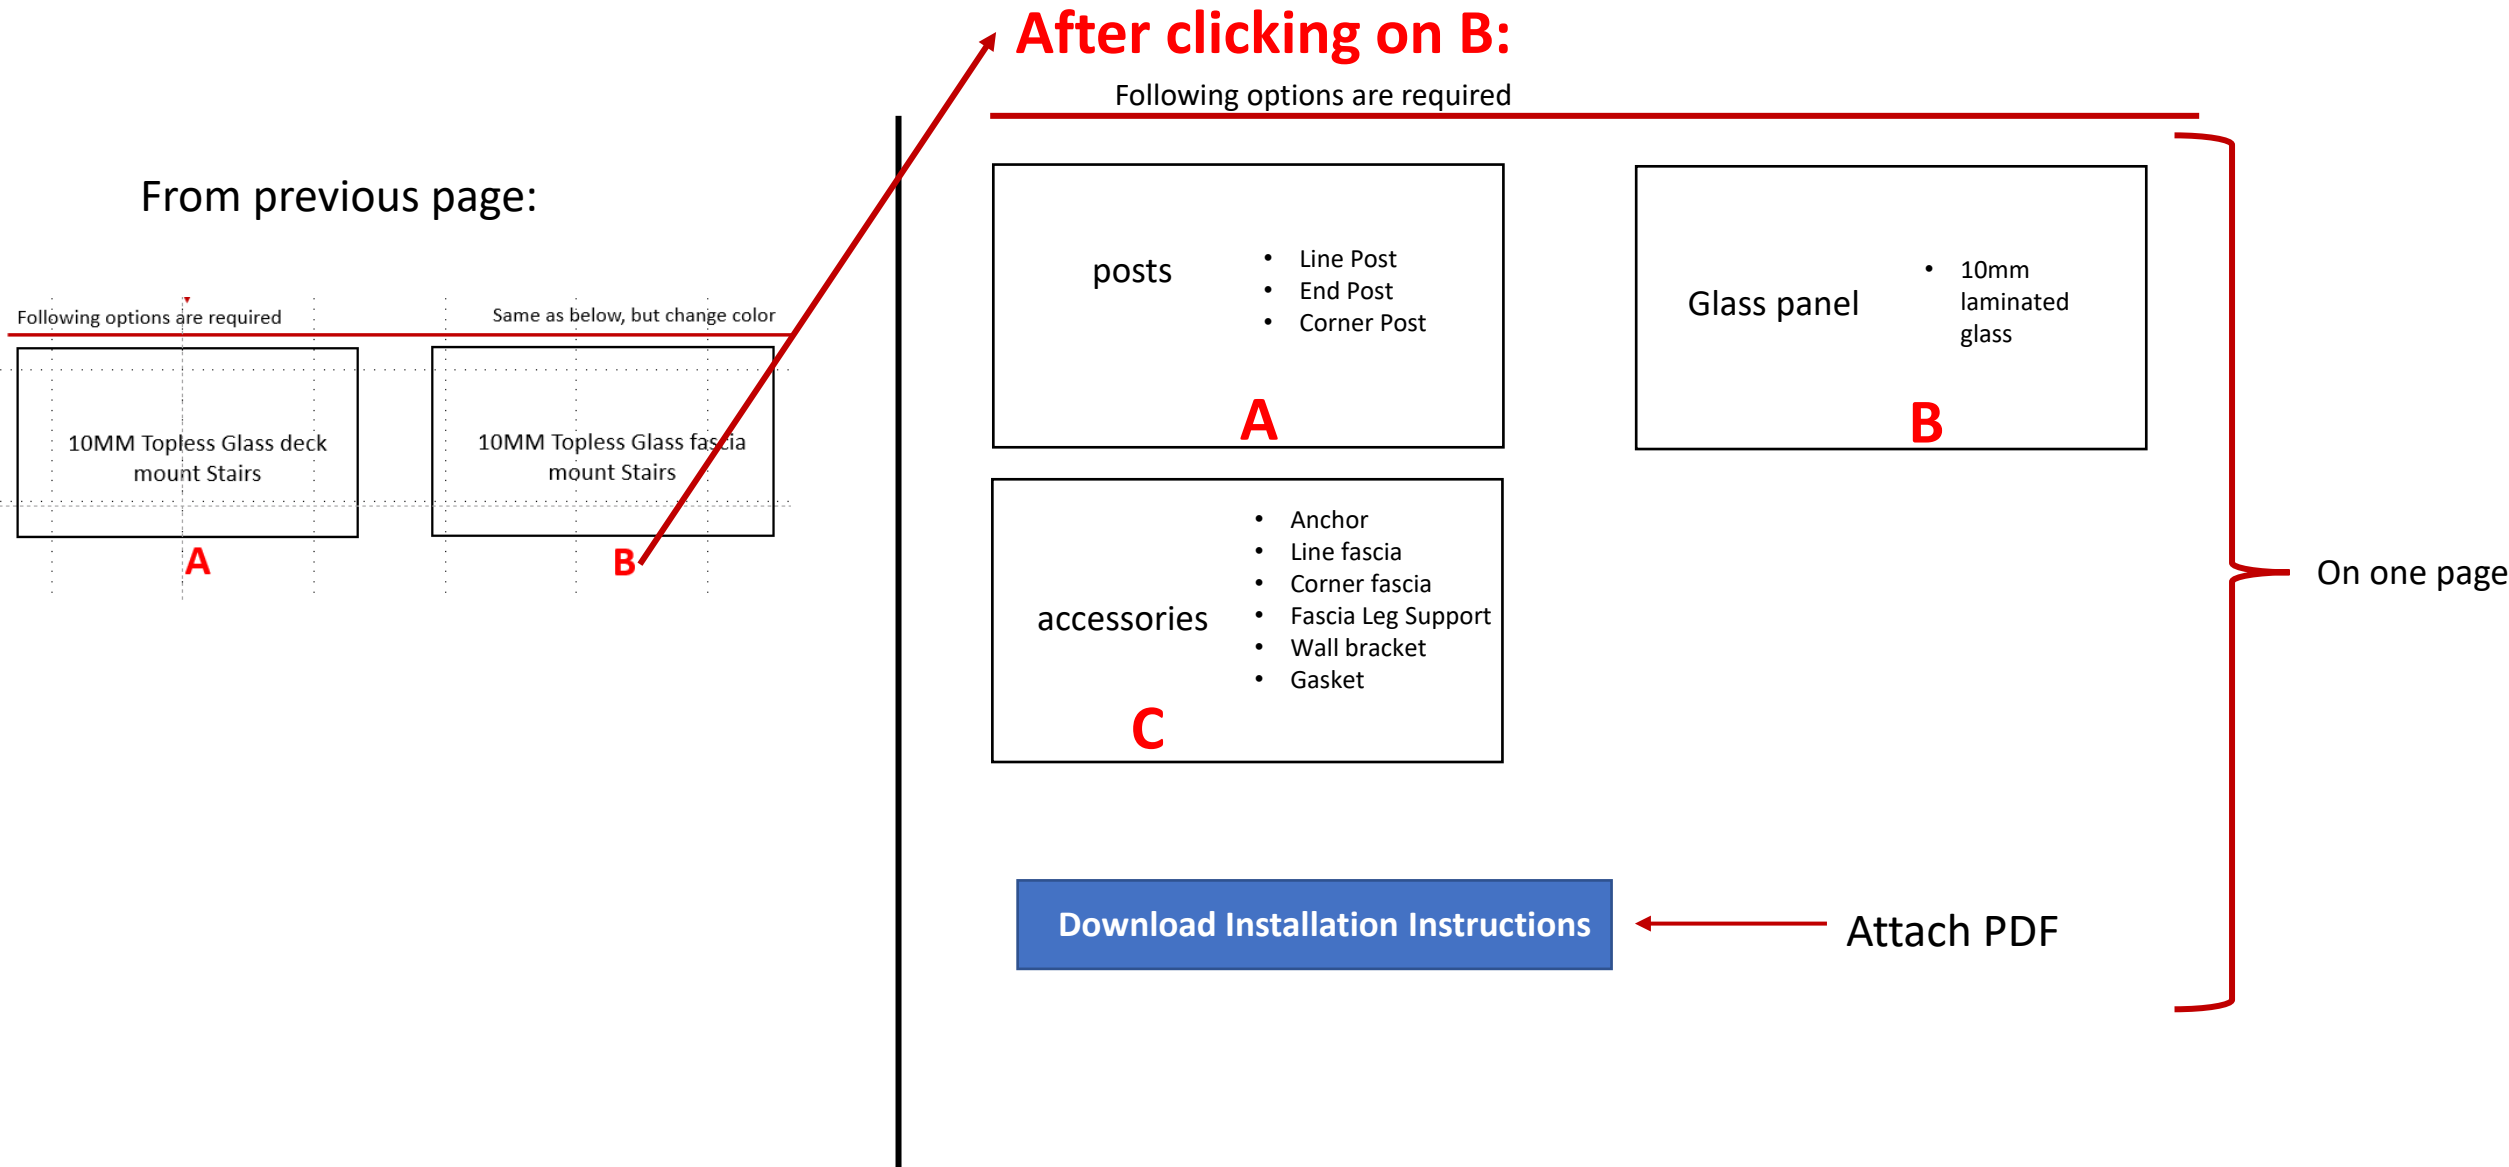 After clicking on B:
Following options are required
From previous page:
Following options are required
Same as below, but change color
10MM Topless Glass deck
mount Stairs
A
10MM Topless Glass fascia
mount Stairs
B
posts
• Line Post
• End Post
• Corner Post
A
Glass panel
• 10mm
laminated
glass
B
accessories
• Anchor
• Line fascia
• Corner fascia
• Fascia Leg Support
• Wall bracket
• Gasket
C
On one page
Download Installation Instructions
Attach PDF